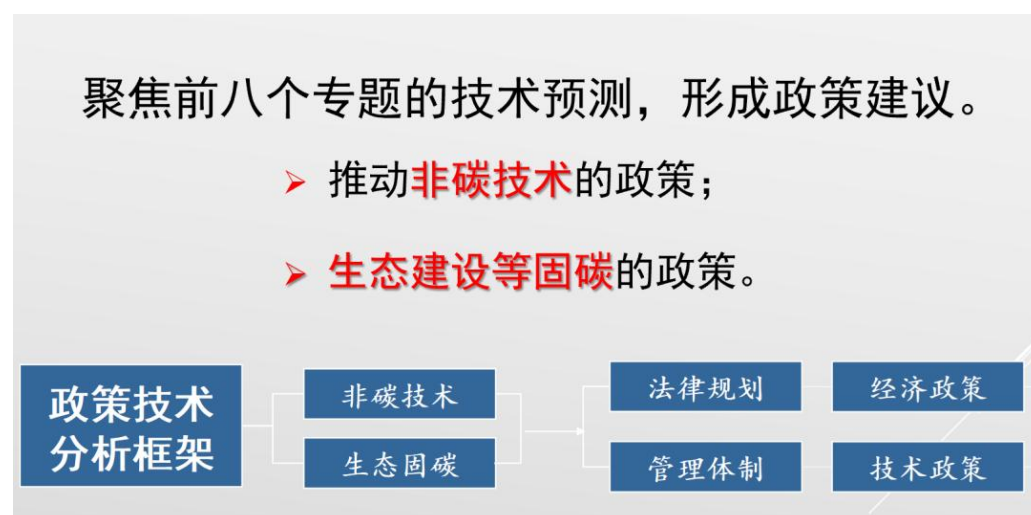 聚焦前八个专题的技术预测，形成政策建议。
➢ 推动非碳技术的政策；
➢ 生态建设等固碳的政策。
政策技术
分析框架
非碳技术
生态固碳
法律规划
经济政策
管理体制
技术政策